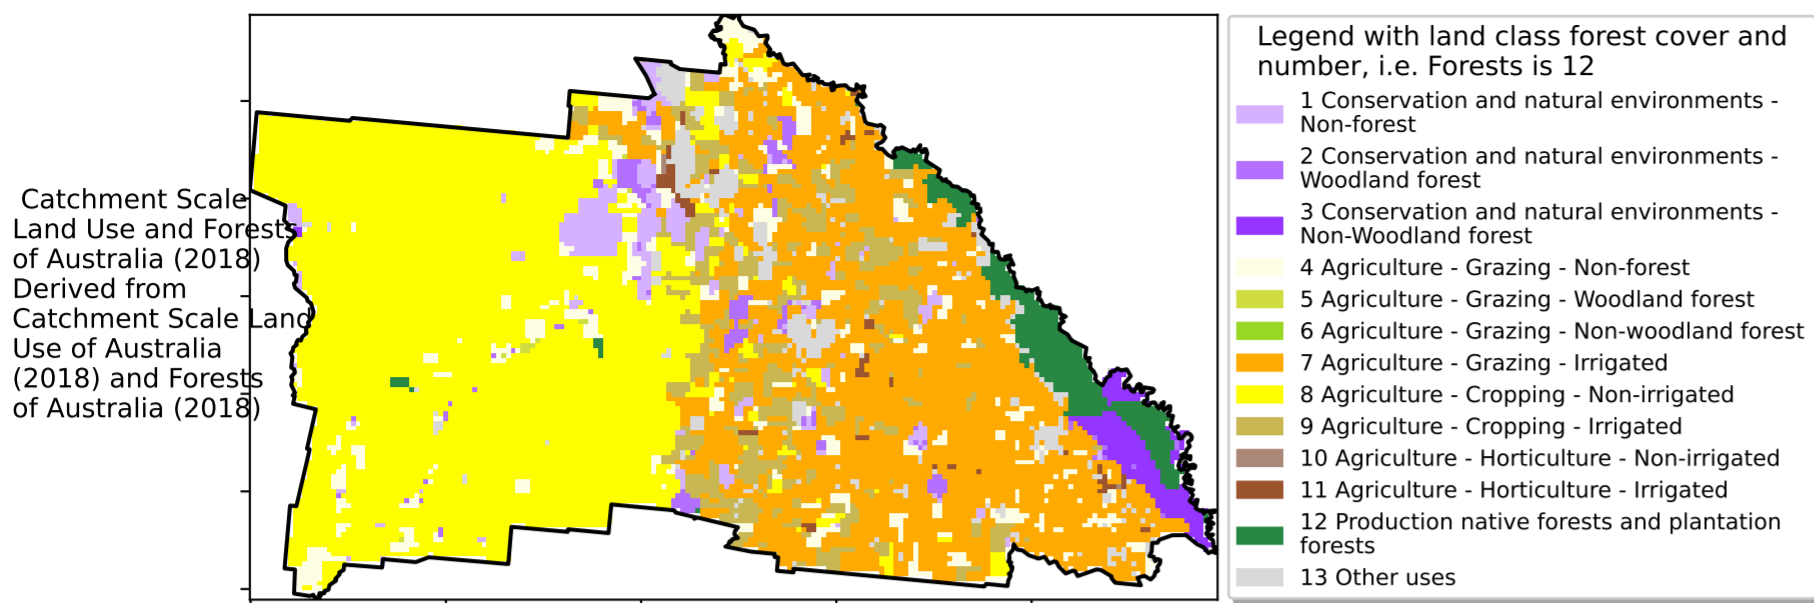 Catchment Scale
Land Use and Forests
of Australia (2018)
Derived from
Catchment Scale Land
Use of Australia
(2018) and Forests
of Australia (2018)
Legend with land class forest cover and
number, i.e. Forests is 12
1 Conservation and natural environments -
Non-forest
2 Conservation and natural environments -
Woodland forest
3 Conservation and natural environments -
Non-Woodland forest
4 Agriculture - Grazing - Non-forest
5 Agriculture - Grazing - Woodland forest
6 Agriculture - Grazing - Non-woodland forest
7 Agriculture - Grazing - Irrigated
8 Agriculture - Cropping - Non-irrigated
9 Agriculture - Cropping - Irrigated
10 Agriculture - Horticulture - Non-irrigated
11 Agriculture - Horticulture - Irrigated
12 Production native forests and plantation
forests
13 Other uses